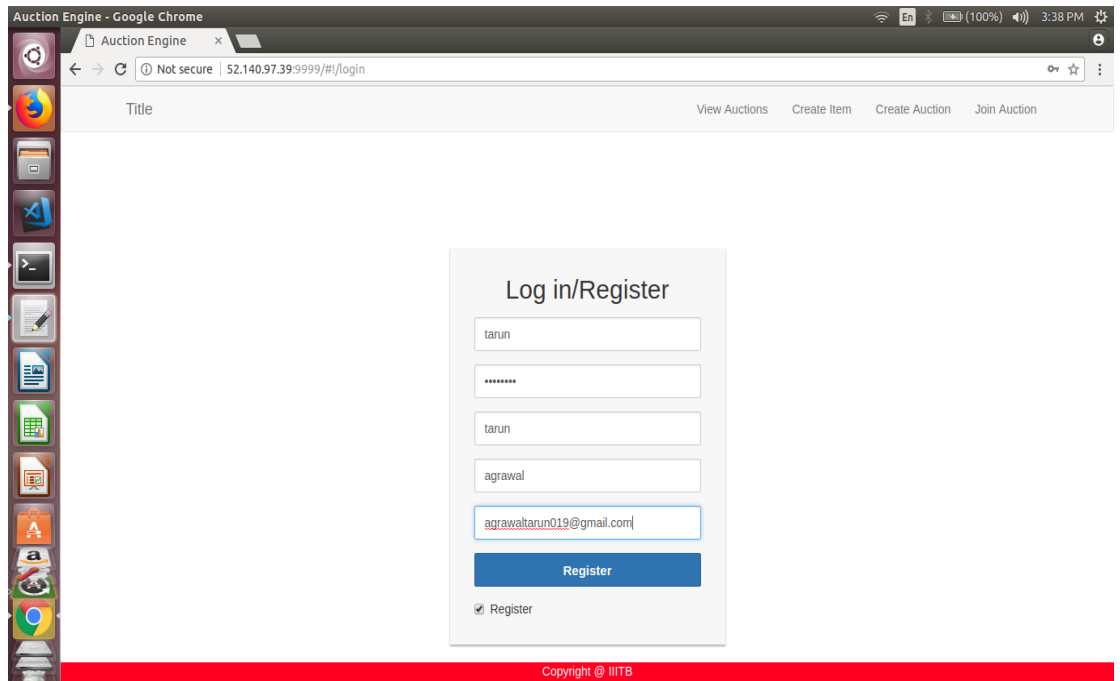 Auction Engine - Google Chrome
En (100%) 3:38 PM
Auction Engine ×
Not secure | 52.140.97.39:9999/#!/login
Title View Auctions Create Item Create Auction Join Auction
Log in/Register
tarun
••••••••
tarun
agrawal
agrawaltarun019@gmail.com
Register
Register
Copyright @ IIITB